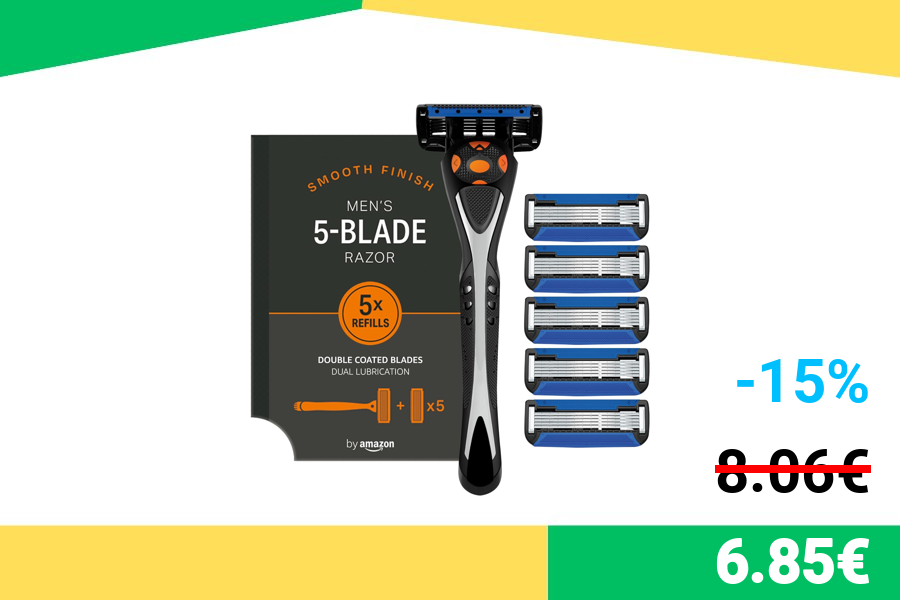 SMOOTH FINISH
MEN'S
5-BLADE
RAZOR
5x
REFILLS
DOUBLE COATED BLADES
DUAL LUBRICATION
+ x5
by amazon
-15%
8.06€
6.85€